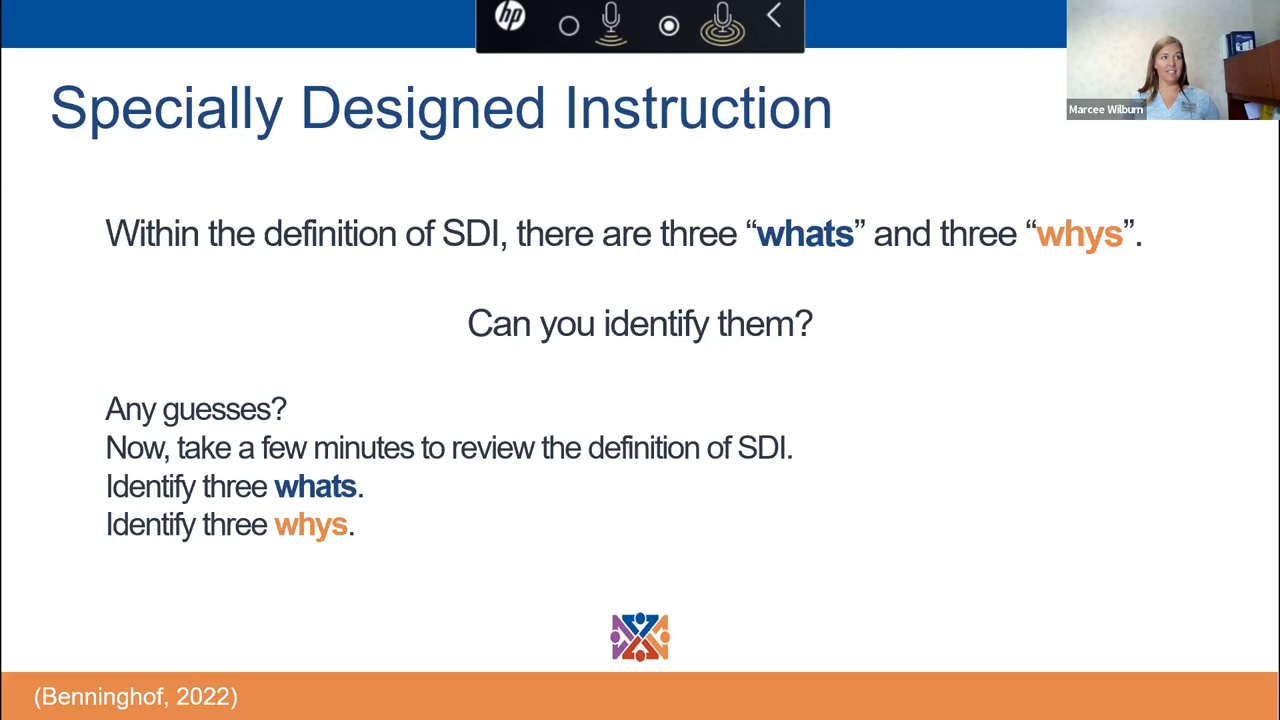 hp
Marcee Wilburn
Specially Designed Instruction
Within the definition of SDI, there are three “whats” and three “whys”.
Can you identify them?
Any guesses?
Now, take a few minutes to review the definition of SDI.
Identify three whats.
Identify three whys.
(Benninghof, 2022)